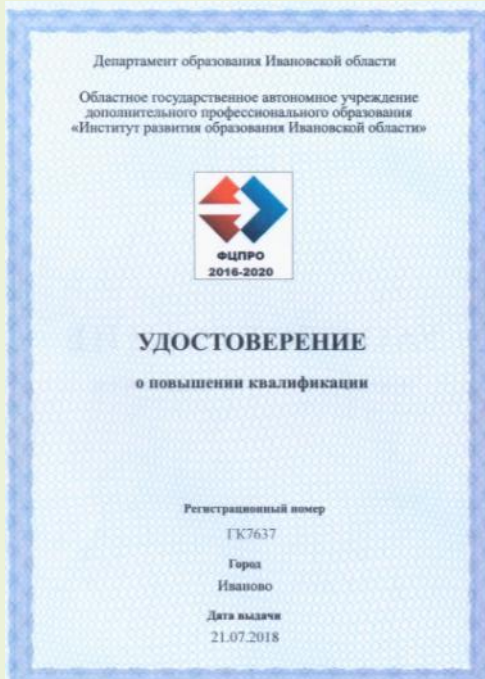 Департамент образования Ивановской области
Областное государственное автономное учреждение
дополнительного профессионального образования
«Институт развития образования Ивановской области»
ФЦПРО
2016-2020
УДОСТОВЕРЕНИЕ
о повышении квалификации
Регистрационный номер
ГК7637
Город
Иваново
Дата выдачи
21.07.2018